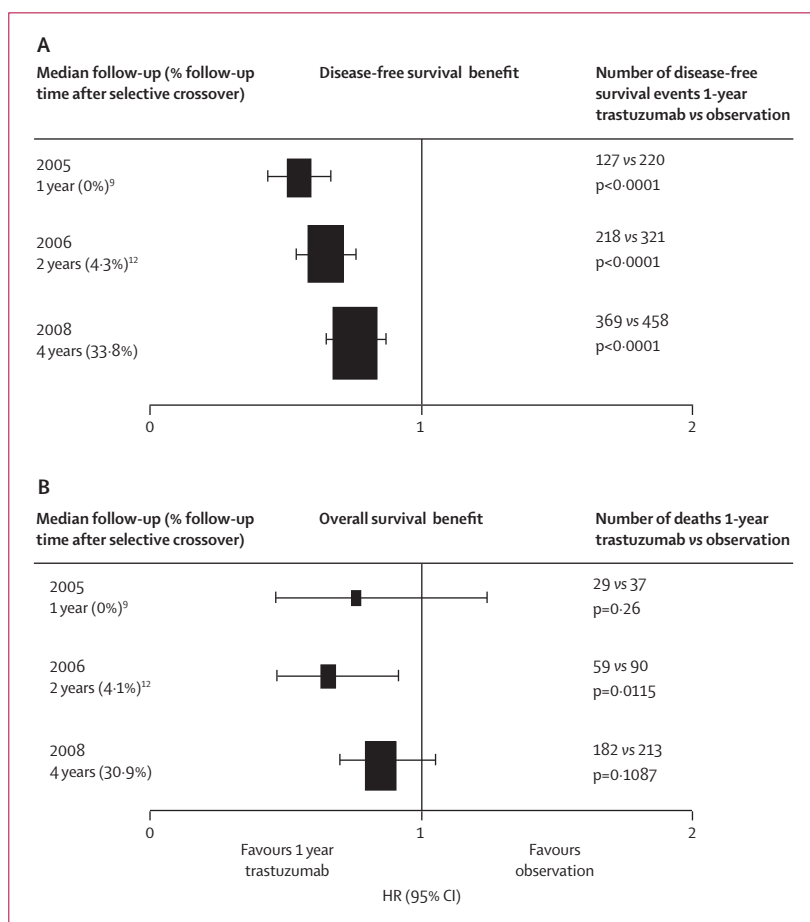 A
Median follow-up (% follow-up
time after selective crossover)
Disease-free survival benefit
Number of disease-free
survival events 1-year
trastuzumab vs observation
2005
1 year (0%)⁹
127 vs 220
p<0·0001
2006
2 years (4·3%)¹²
218 vs 321
p<0·0001
2008
4 years (33·8%)
369 vs 458
p<0·0001
0
1
2
B
Median follow-up (% follow-up
time after selective crossover)
Overall survival benefit
Number of deaths 1-year
trastuzumab vs observation
2005
1 year (0%)⁹
29 vs 37
p=0·26
2006
2 years (4·1%)¹²
59 vs 90
p=0·0115
2008
4 years (30·9%)
182 vs 213
p=0·1087
0
1
2
Favours 1 year
trastuzumab
Favours
observation
HR (95% CI)